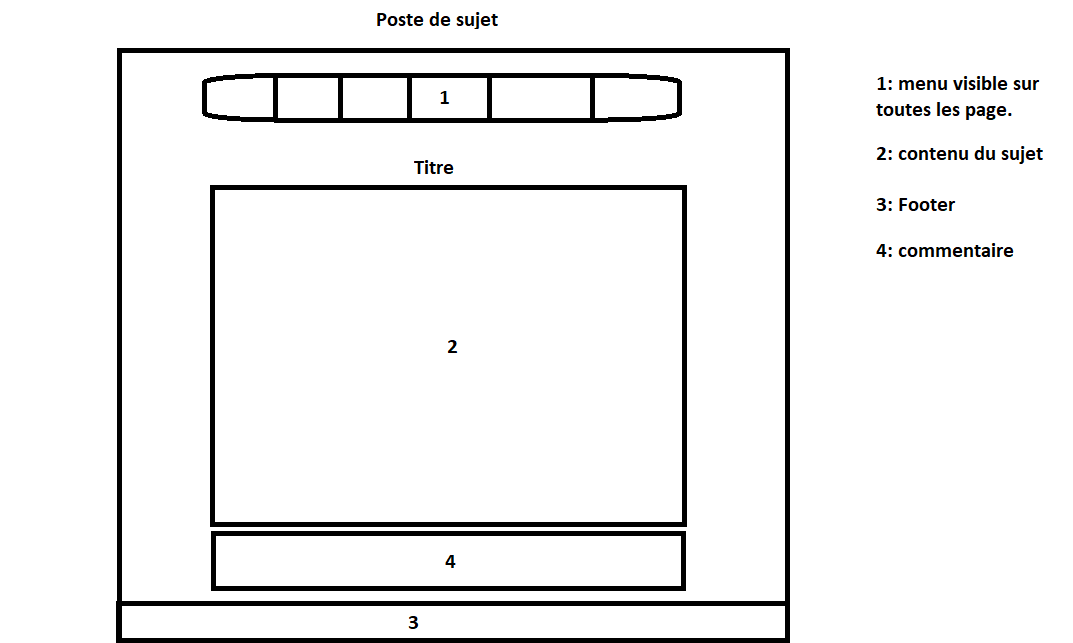 Poste de sujet
1
Titre
2
4
3
1: menu visible sur
toutes les page.
2: contenu du sujet
3: Footer
4: commentaire